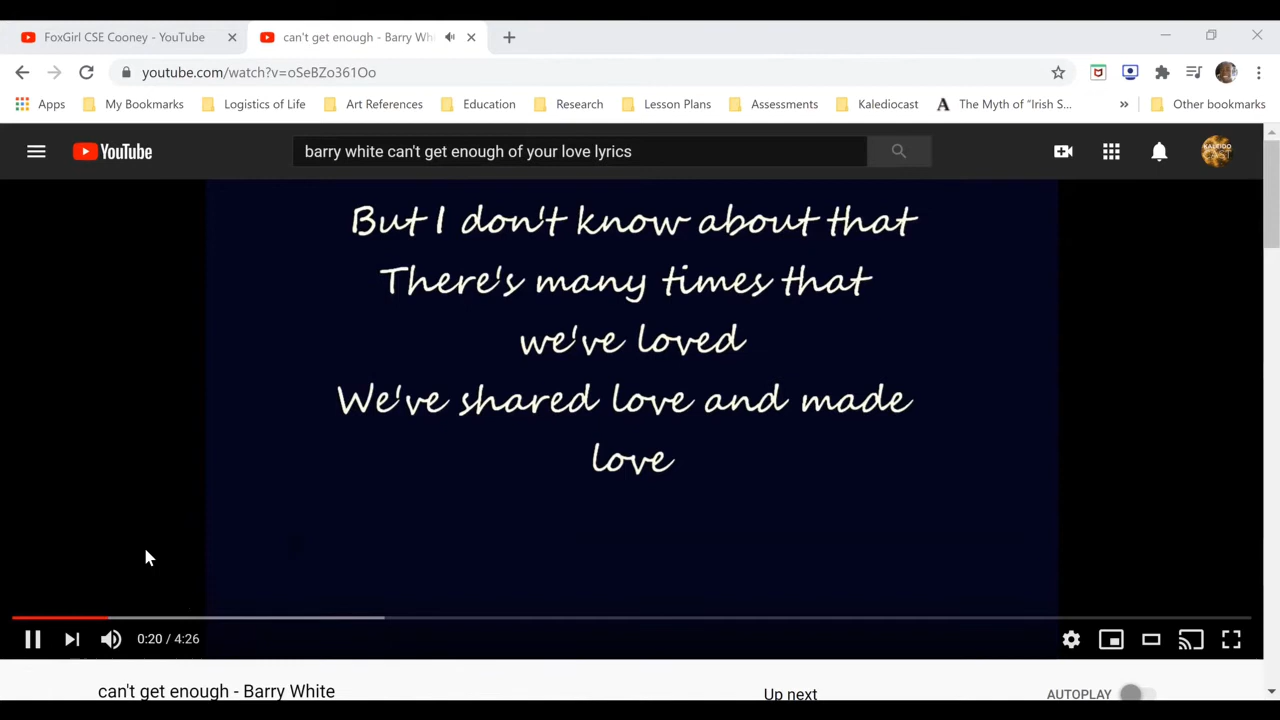 FoxGirl CSE Cooney - YouTube
can't get enough - Barry Whi
youtube.com/watch?v=oSeBZo361Oo
Apps My Bookmarks Logistics of Life Art References Education Research Lesson Plans Assessments Kalediocast A The Myth of “Irish S... » Other bookmarks
YouTube
barry white can't get enough of your love lyrics
KALEIDO
CAST
But I don't know about that
There's many times that
we've loved
We've shared love and made
love
0:20 / 4:26
can't get enough - Barry White
Up next
AUTOPLAY